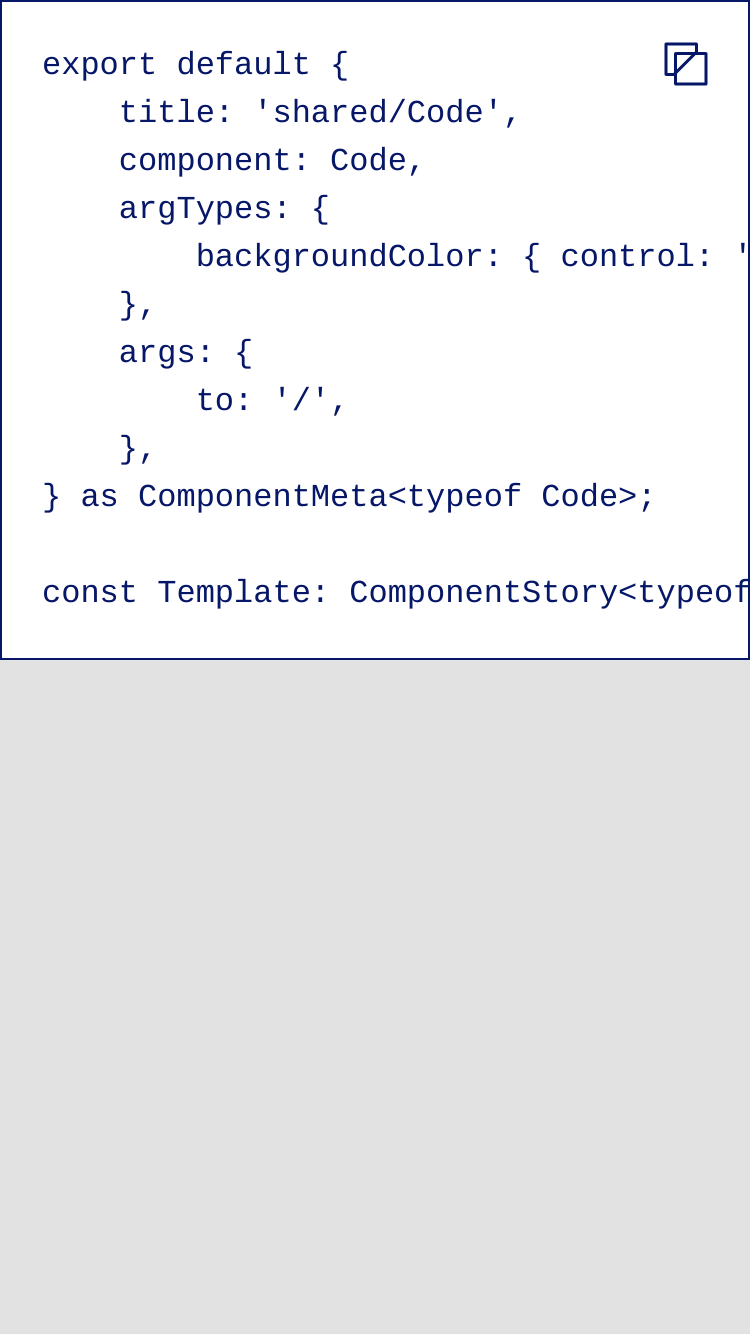 export default {
    title: 'shared/Code',
    component: Code,
    argTypes: {
        backgroundColor: { control: '
    },
    args: {
        to: '/',
    },
} as ComponentMeta<typeof Code>;

const Template: ComponentStory<typeof